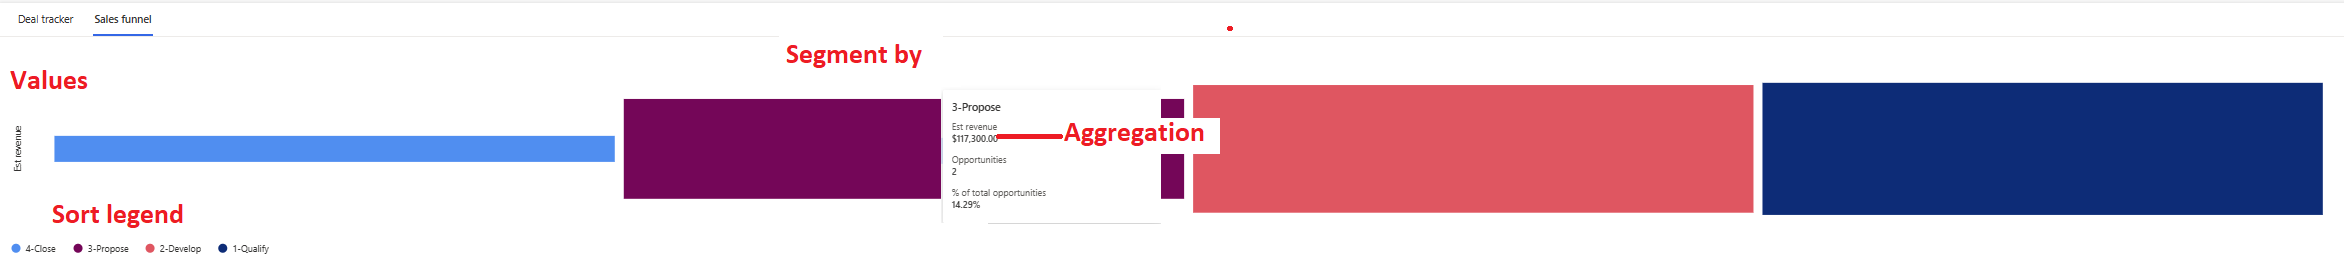 Deal tracker Sales funnel
Segment by
Values
3-Propose
Est revenue
$117,300.00
Aggregation
Opportunities
2
% of total opportunities
14.29%
Est revenue
Sort legend
4-Close 3-Propose 2-Develop 1-Qualify